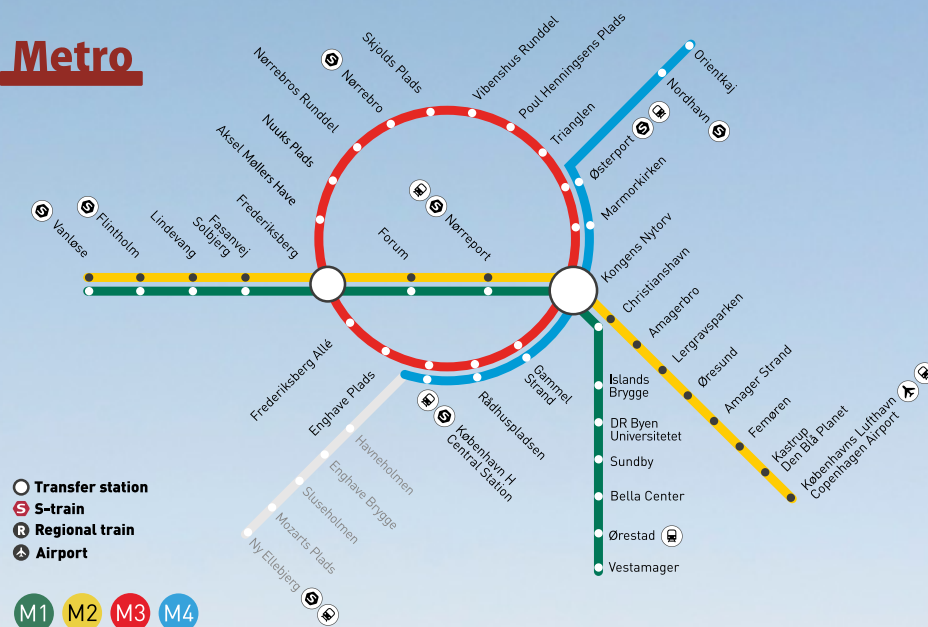 Metro
Vanløse
Flintholm
Lindevang
Fasanvej
Solbjerg
Frederiksberg
Aksel Møllers Have
Nuuks Plads
Nørrebros Runddel
Nørrebro
Skjolds Plads
Vibenshus Runddel
Poul Henningsens Plads
Trianglen
Orientkaj
Nordhavn
Østerport
Marmorkirken
Forum
Nørreport
Kongens Nytorv
Christianshavn
Amagerbro
Lergravsparken
Øresund
Amager Strand
Femøren
Kastrup
Den Blå Planet
Københavns Lufthavn
Copenhagen Airport
Frederiksberg Allé
Enghave Plads
København H
Central Station
Rådhuspladsen
Gammel
Strand
Islands
Brygge
DR Byen
Universitetet
Sundby
Bella Center
Ørestad
Vestamager
Havneholmen
Enghave Brygge
Sluseholmen
Mozarts Plads
Ny Ellebjerg
Transfer station
S S-train
R Regional train
Airport
M1 M2 M3 M4